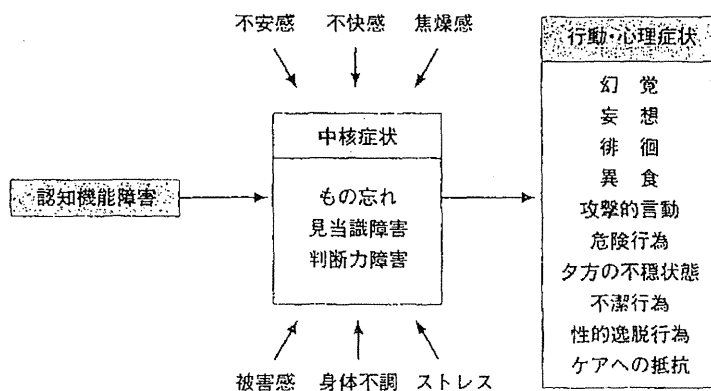 不安感 不快感 焦燥感
行動・心理症状
幻 覚
妄 想
徘 徊
異 食
攻撃的言動
危険行為
夕方の不穏状態
不潔行為
性的逸脱行為
ケアへの抵抗
中核症状
もの忘れ
見当識障害
判断力障害
認知機能障害
被害感 身体不調 ストレス